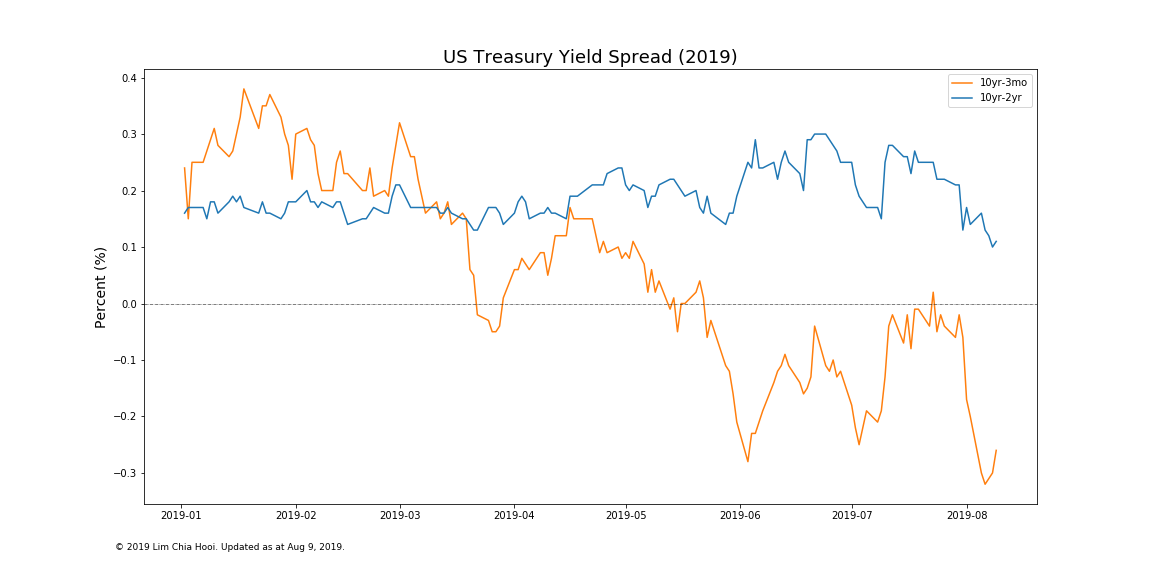 US Treasury Yield Spread (2019)
10yr-3mo
10yr-2yr
Percent (%)
0.4
0.3
0.2
0.1
0.0
−0.1
−0.2
−0.3
2019-01 2019-02 2019-03 2019-04 2019-05 2019-06 2019-07 2019-08
© 2019 Lim Chia Hooi. Updated as at Aug 9, 2019.